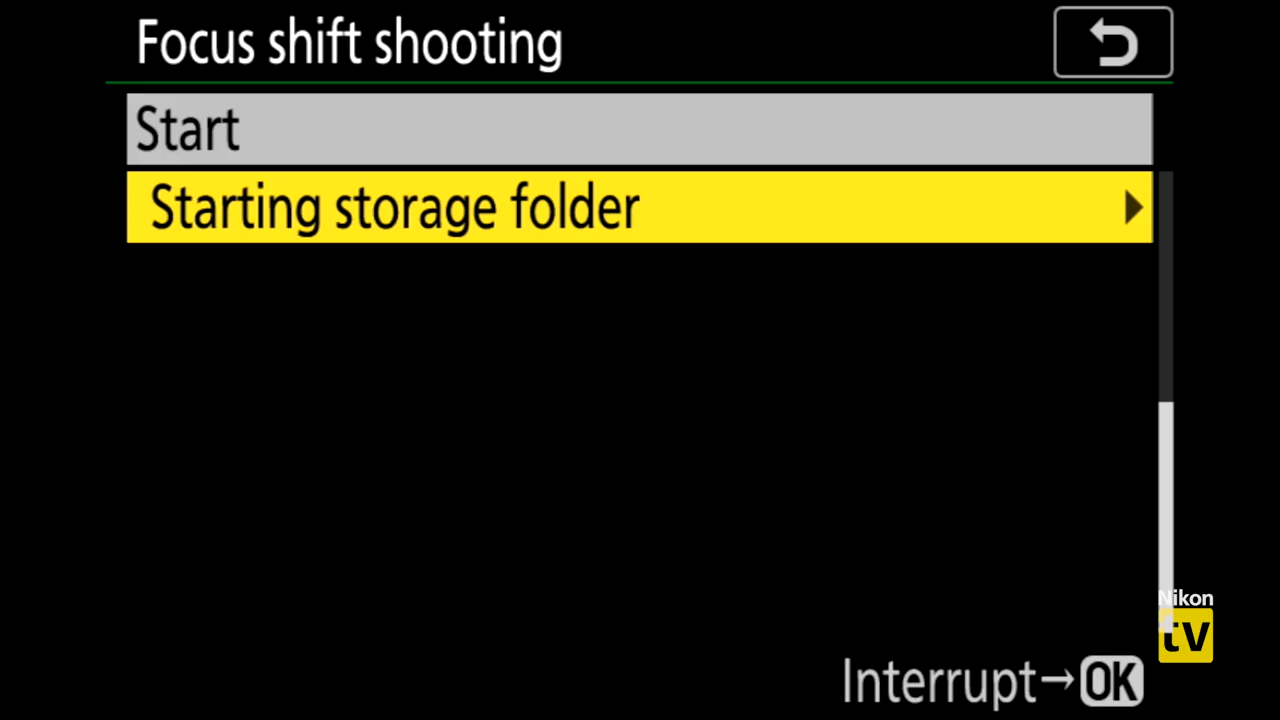 Focus shift shooting
Start
Starting storage folder
Interrupt→OK
Nikon
tv